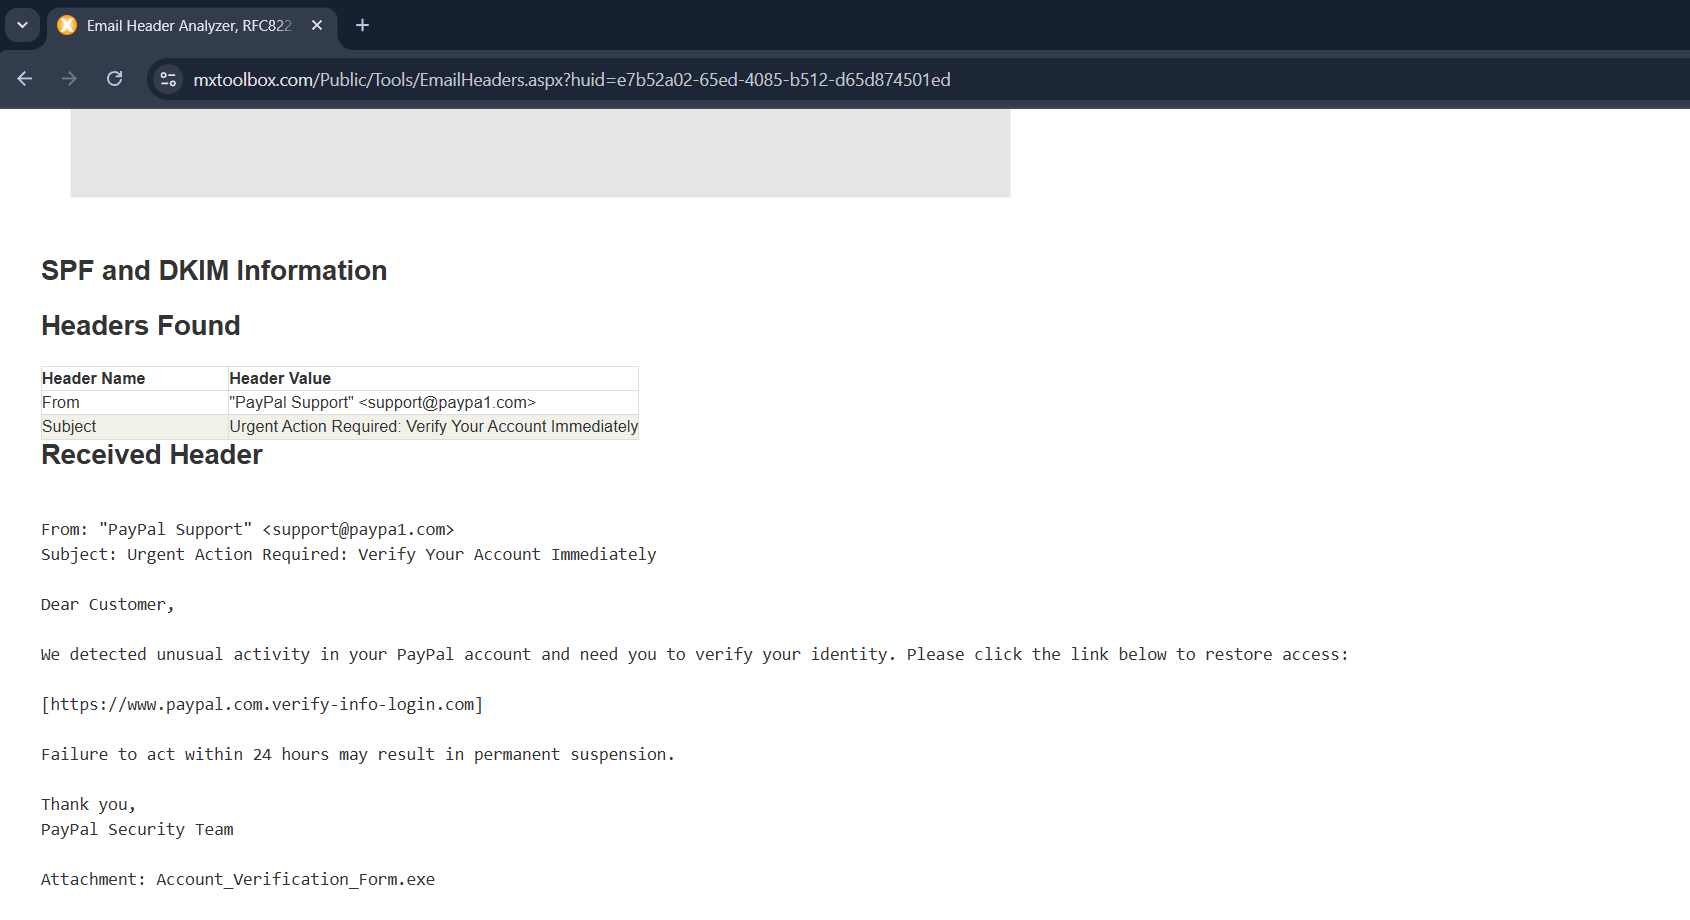 Email Header Analyzer, RFC822
mxtoolbox.com/Public/Tools/EmailHeaders.aspx?huid=e7b52a02-65ed-4085-b512-d65d874501ed
SPF and DKIM Information
Headers Found
Header Name Header Value
From "PayPal Support" <support@paypa1.com>
Subject Urgent Action Required: Verify Your Account Immediately
Received Header
From: "PayPal Support" <support@paypa1.com>
Subject: Urgent Action Required: Verify Your Account Immediately
Dear Customer,
We detected unusual activity in your PayPal account and need you to verify your identity. Please click the link below to restore access:
[https://www.paypal.com.verify-info-login.com]
Failure to act within 24 hours may result in permanent suspension.
Thank you,
PayPal Security Team
Attachment: Account_Verification_Form.exe